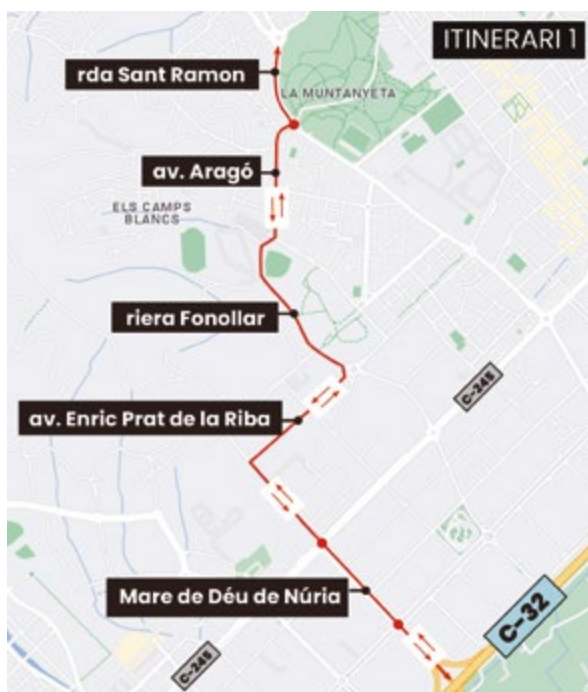 ITINERARI 1
rda Sant Ramon
LA MUNTANYETA
av. Aragó
ELS CAMPS
BLANCS
riera Fonollar
C-245
av. Enric Prat de la Riba
Mare de Déu de Núria
C-32
C-245